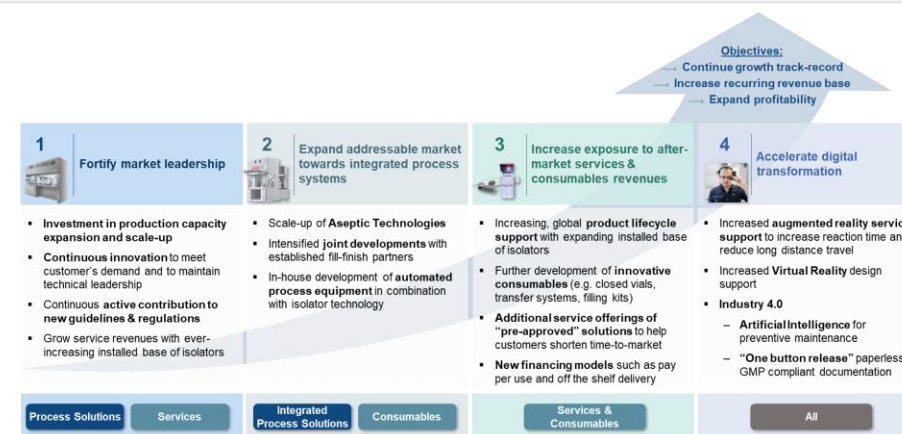 Objectives:
→ Continue growth track-record
→ Increase recurring revenue base
→ Expand profitability
1
Fortify market leadership
▪ Investment in production capacity
expansion and scale-up
▪ Continuous innovation to meet
customer's demand and to maintain
technical leadership
▪ Continuous active contribution to
new guidelines & regulations
▪ Grow service revenues with ever-
increasing installed base of isolators
Process Solutions
Services
2
Expand addressable market
towards integrated process
systems
▪ Scale-up of Aseptic Technologies
▪ Intensified joint developments with
established fill-finish partners
▪ In-house development of automated
process equipment in combination
with isolator technology
Integrated
Process Solutions
Consumables
3
Increase exposure to after-
market services &
consumables revenues
▪ Increasing, global product lifecycle
support with expanding installed base
of isolators
▪ Further development of innovative
consumables (e.g. closed vials,
transfer systems, filling kits)
▪ Additional service offerings of
“pre-approved” solutions to help
customers shorten time-to-market
▪ New financing models such as pay
per use and off the shelf delivery
Services &
Consumables
4
Accelerate digital
transformation
▪ Increased augmented reality
support to increase reaction time
reduce long distance travel
▪ Increased Virtual Reality design
support
▪ Industry 4.0
– Artificial Intelligence for
preventive maintenance
– “One button release” paperless
GMP compliant documentation
All